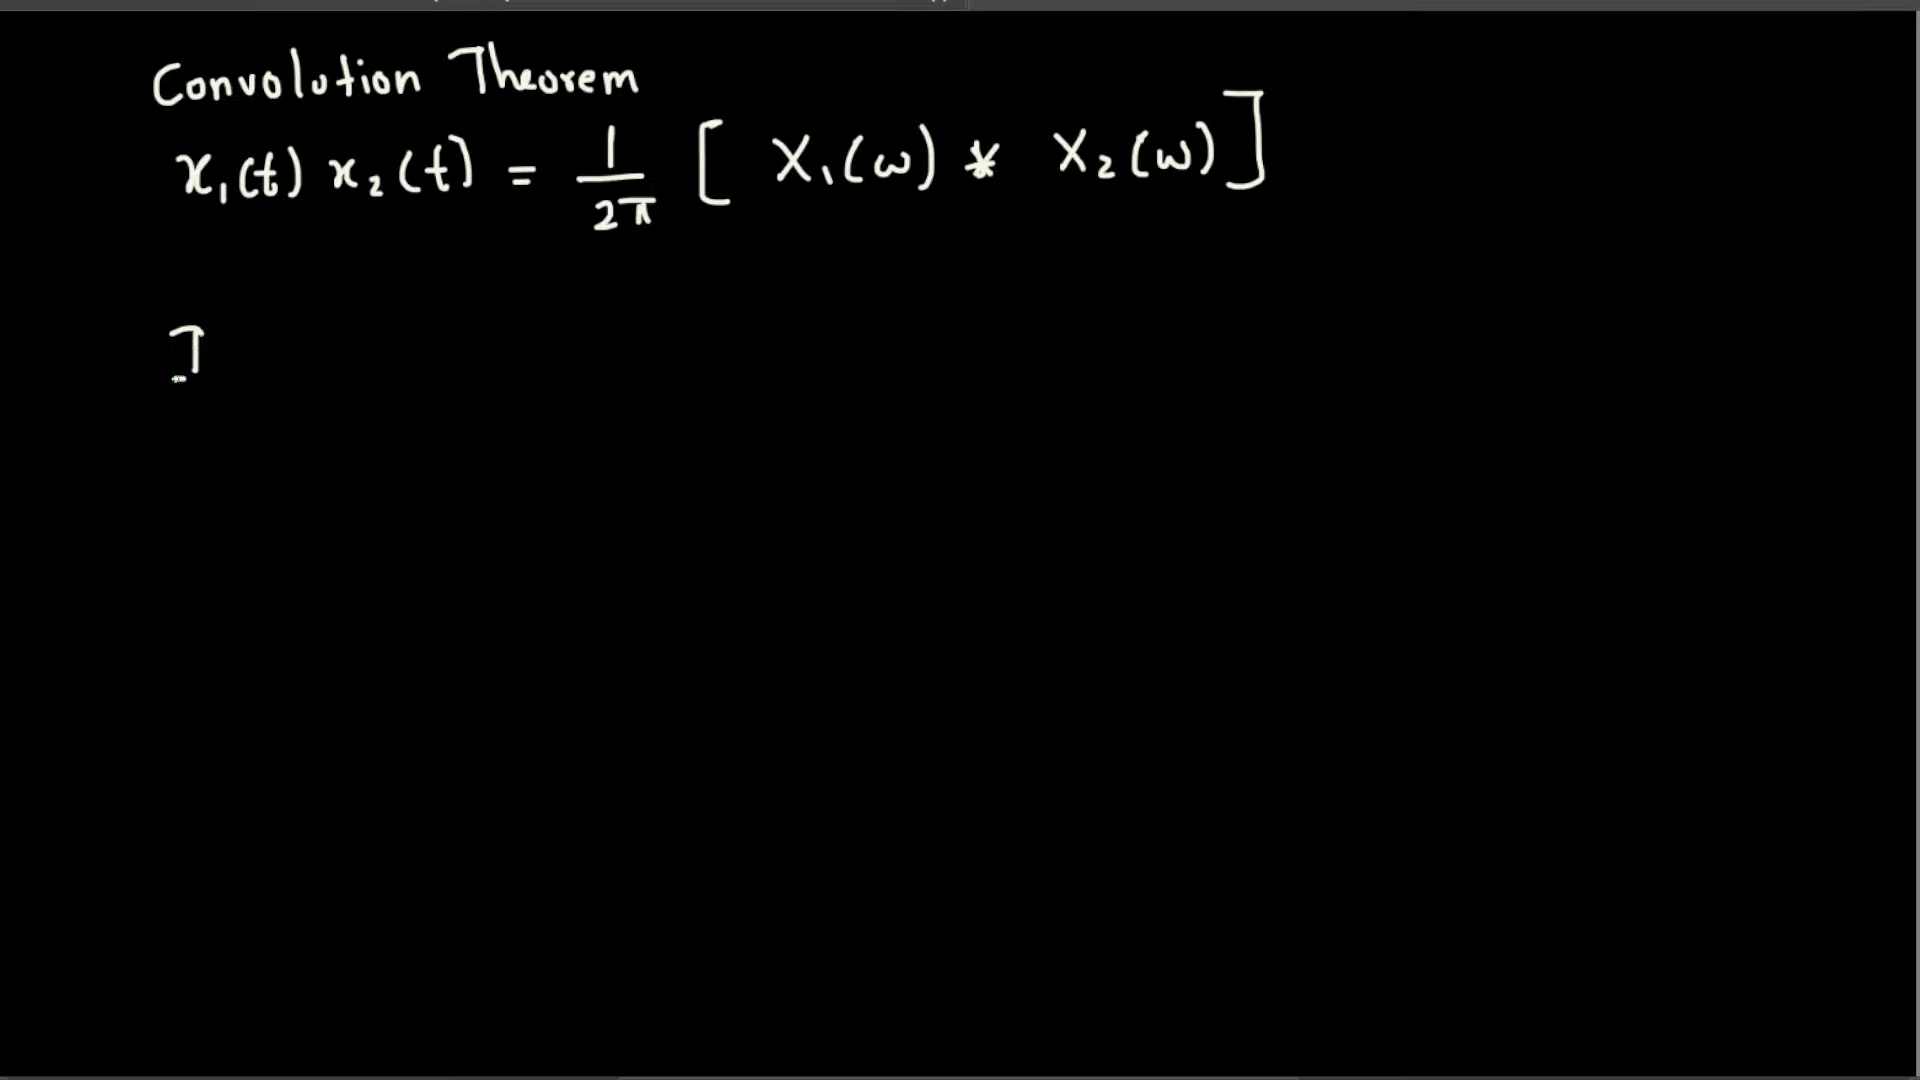 Convolution Theorem
x₁(t) x₂(t) = 1/2π [ X₁(ω) * X₂(ω) ]